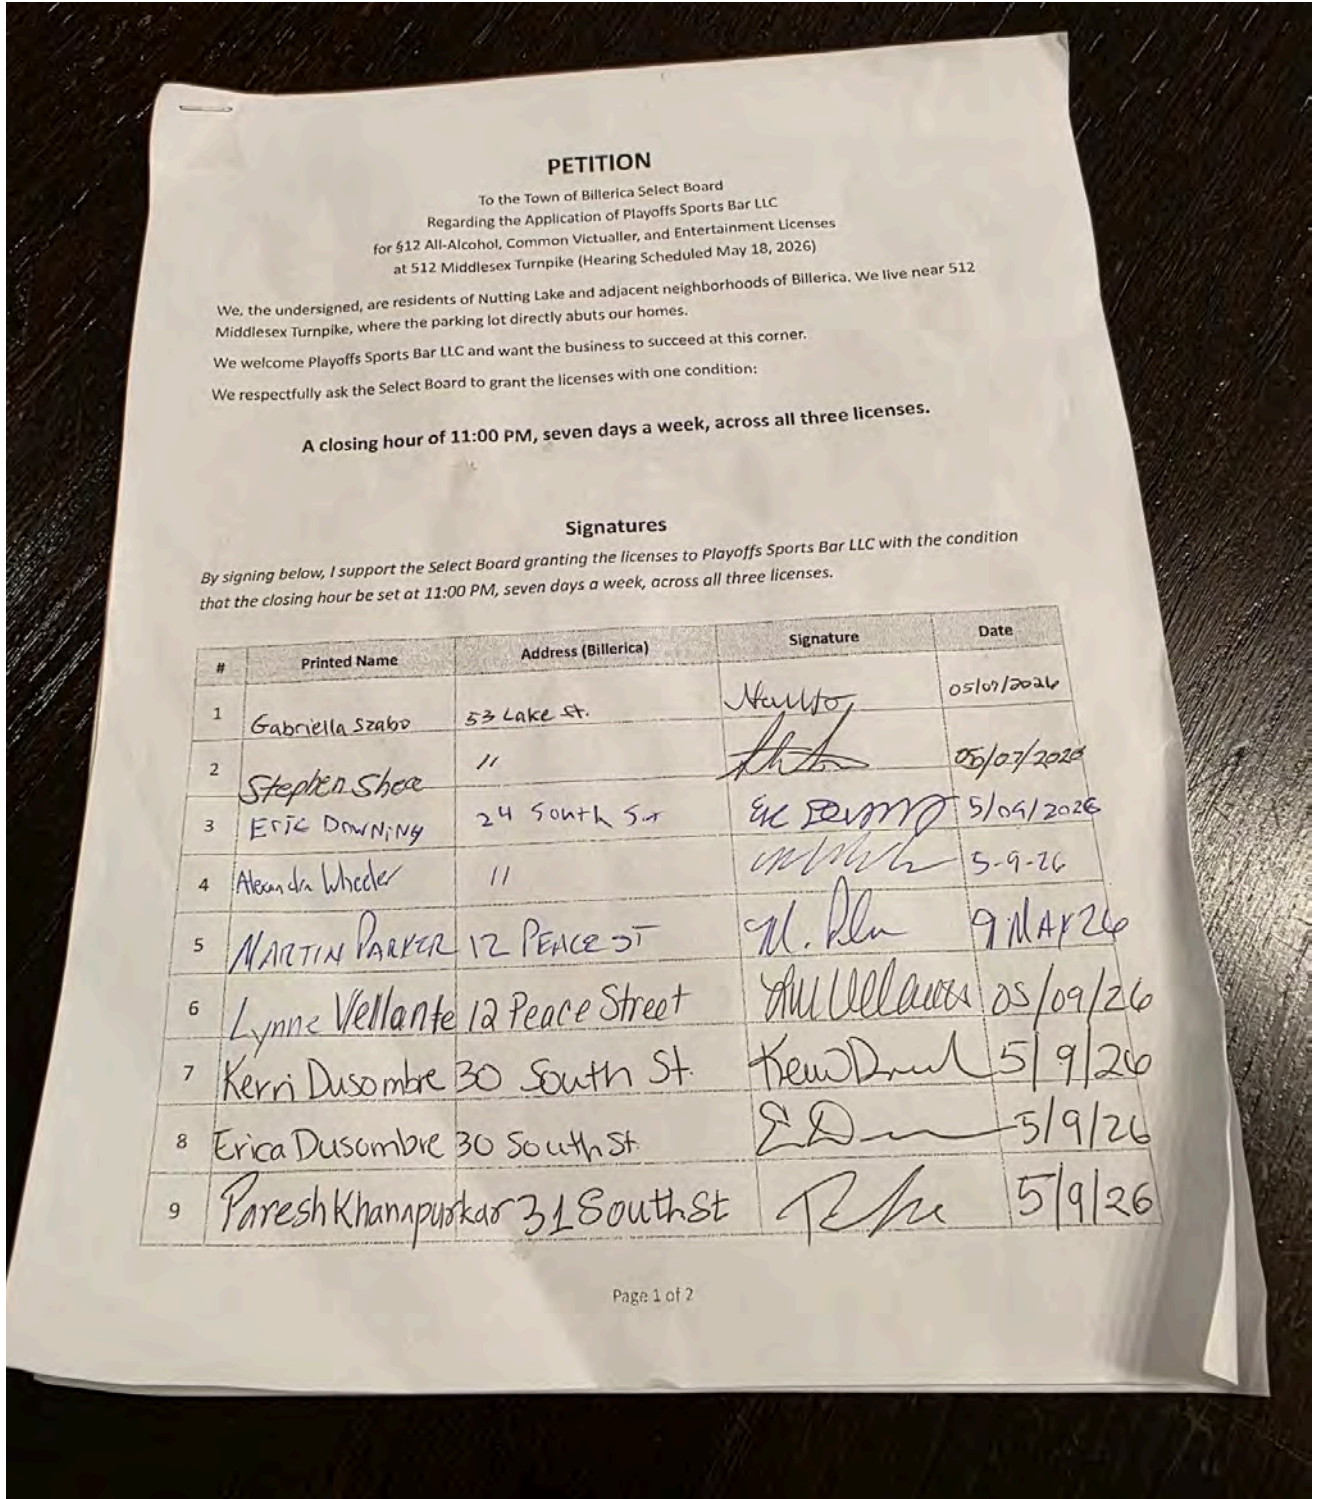 PETITION
To the Town of Billerica Select Board
Regarding the Application of Playoffs Sports Bar LLC
for §12 All-Alcohol, Common Victualler, and Entertainment Licenses
at 512 Middlesex Turnpike (Hearing Scheduled May 18, 2026)
We, the undersigned, are residents of Nutting Lake and adjacent neighborhoods of Billerica. We live near 512
Middlesex Turnpike, where the parking lot directly abuts our homes.
We welcome Playoffs Sports Bar LLC and want the business to succeed at this corner.
We respectfully ask the Select Board to grant the licenses with one condition:
A closing hour of 11:00 PM, seven days a week, across all three licenses.
Signatures
By signing below, I support the Select Board granting the licenses to Playoffs Sports Bar LLC with the condition
that the closing hour be set at 11:00 PM, seven days a week, across all three licenses.
# Printed Name Address (Billerica) Signature Date
1 Gabriella Szabo 53 Lake St. 05/07/2026
2 Stephen Shea " 05/07/2026
3 Eric Downing 24 South St 5/09/2026
4 Alexandra Wheeler " 5-9-26
5 MARTIN PARKER 12 PEACE ST 9 MAY 26
6 Lynne Vellante 12 Peace Street 05/09/26
7 Kerri Dusombre 30 South St. 5/9/26
8 Erica Dusombre 30 South St. 5/9/26
9 Paresh Khanapurkar 31 South St 5/9/26
Page 1 of 2